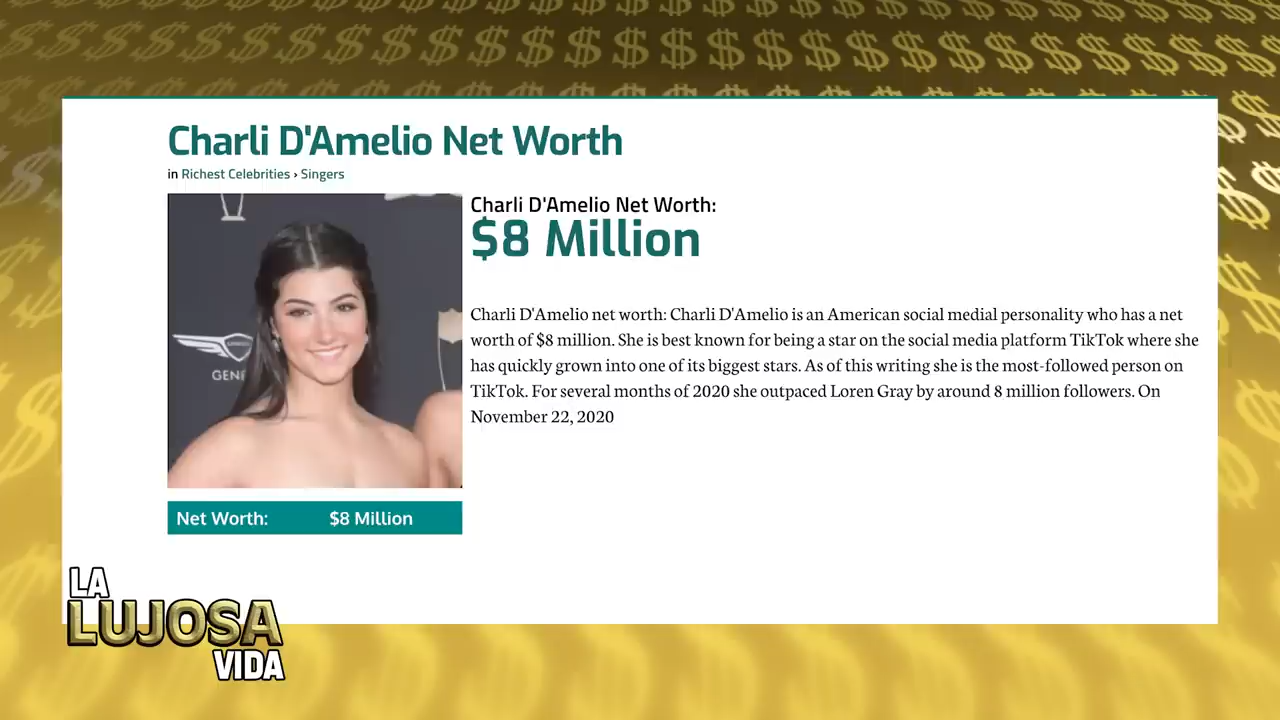 Charli D'Amelio Net Worth
in Richest Celebrities › Singers
Charli D'Amelio Net Worth:
$8 Million
Charli D'Amelio net worth: Charli D'Amelio is an American social medial personality who has a net
worth of $8 million. She is best known for being a star on the social media platform TikTok where she
has quickly grown into one of its biggest stars. As of this writing she is the most-followed person on
TikTok. For several months of 2020 she outpaced Loren Gray by around 8 million followers. On
November 22, 2020
GENE
Net Worth: $8 Million
LA
LUJOSA
VIDA